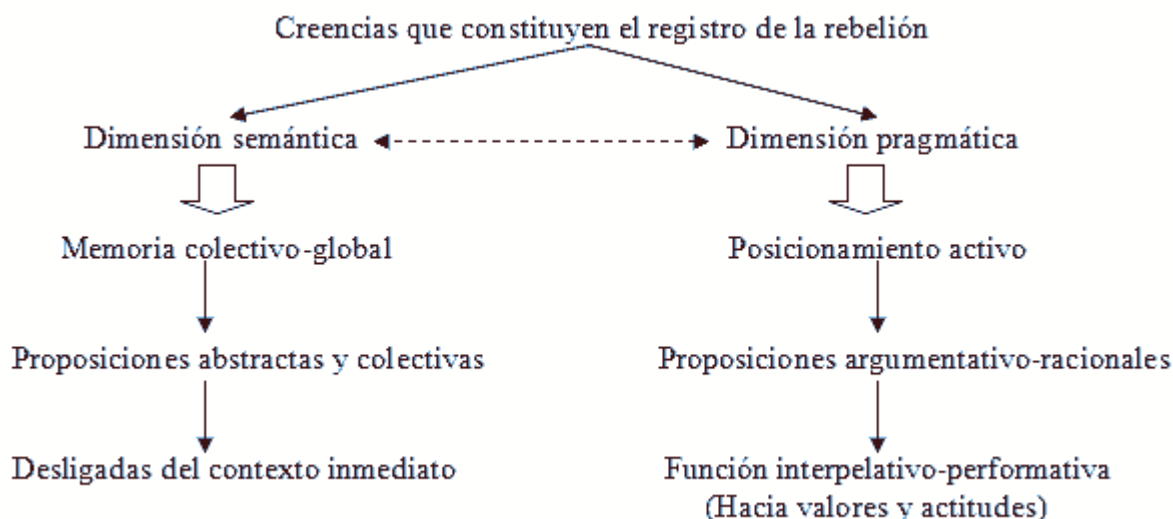 Creencias que constituyen el registro de la rebelión
Dimensión semántica
Dimensión pragmática
Memoria colectivo-global
Posicionamiento activo
Proposiciones abstractas y colectivas
Proposiciones argumentativo-racionales
Desligadas del contexto inmediato
Función interpelativo-performativa
(Hacia valores y actitudes)